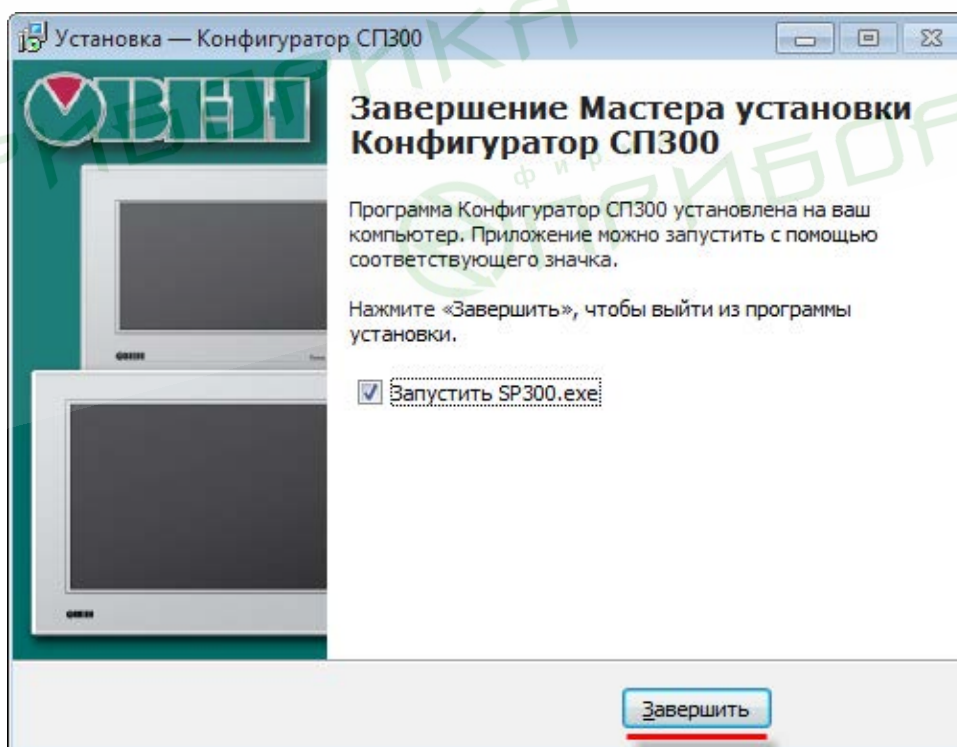 Установка — Конфигуратор СП300
ОВЕН
Завершение Мастера установки
Конфигуратор СП300
Программа Конфигуратор СП300 установлена на ваш
компьютер. Приложение можно запустить с помощью
соответствующего значка.
Нажмите «Завершить», чтобы выйти из программы
установки.
Запустить SP300.exe
Завершить